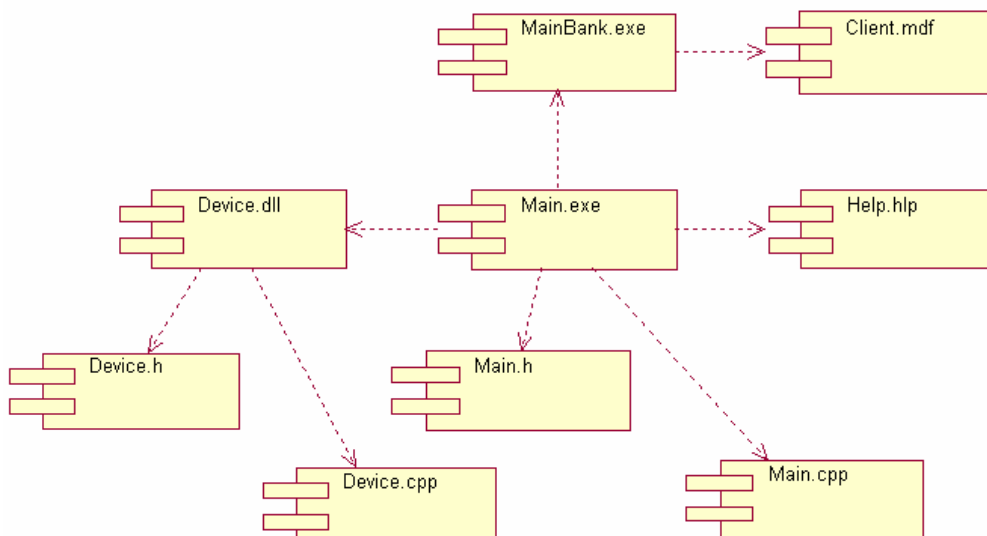 MainBank.exe
Client.mdf
Device.dll
Main.exe
Help.hlp
Device.h
Main.h
Device.cpp
Main.cpp